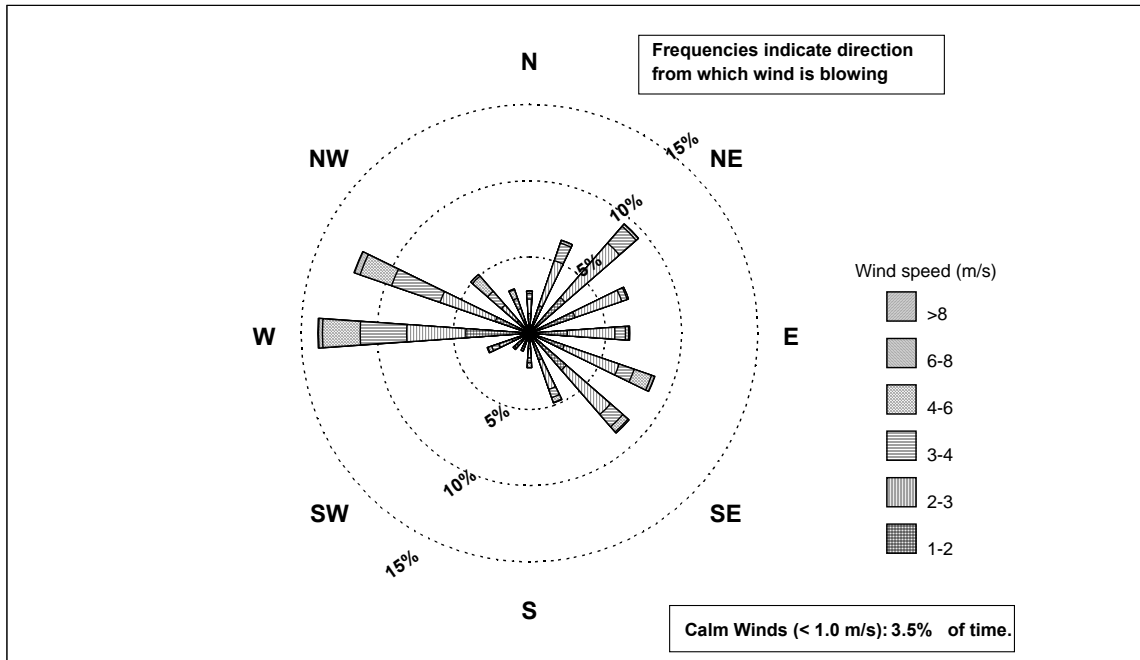 Frequencies indicate direction
from which wind is blowing
N
15%
NW
NE
10%
5%
Wind speed (m/s)
>8
W
E
6-8
5%
4-6
3-4
10%
2-3
SW
SE
15%
1-2
S
Calm Winds (< 1.0 m/s): 3.5% of time.